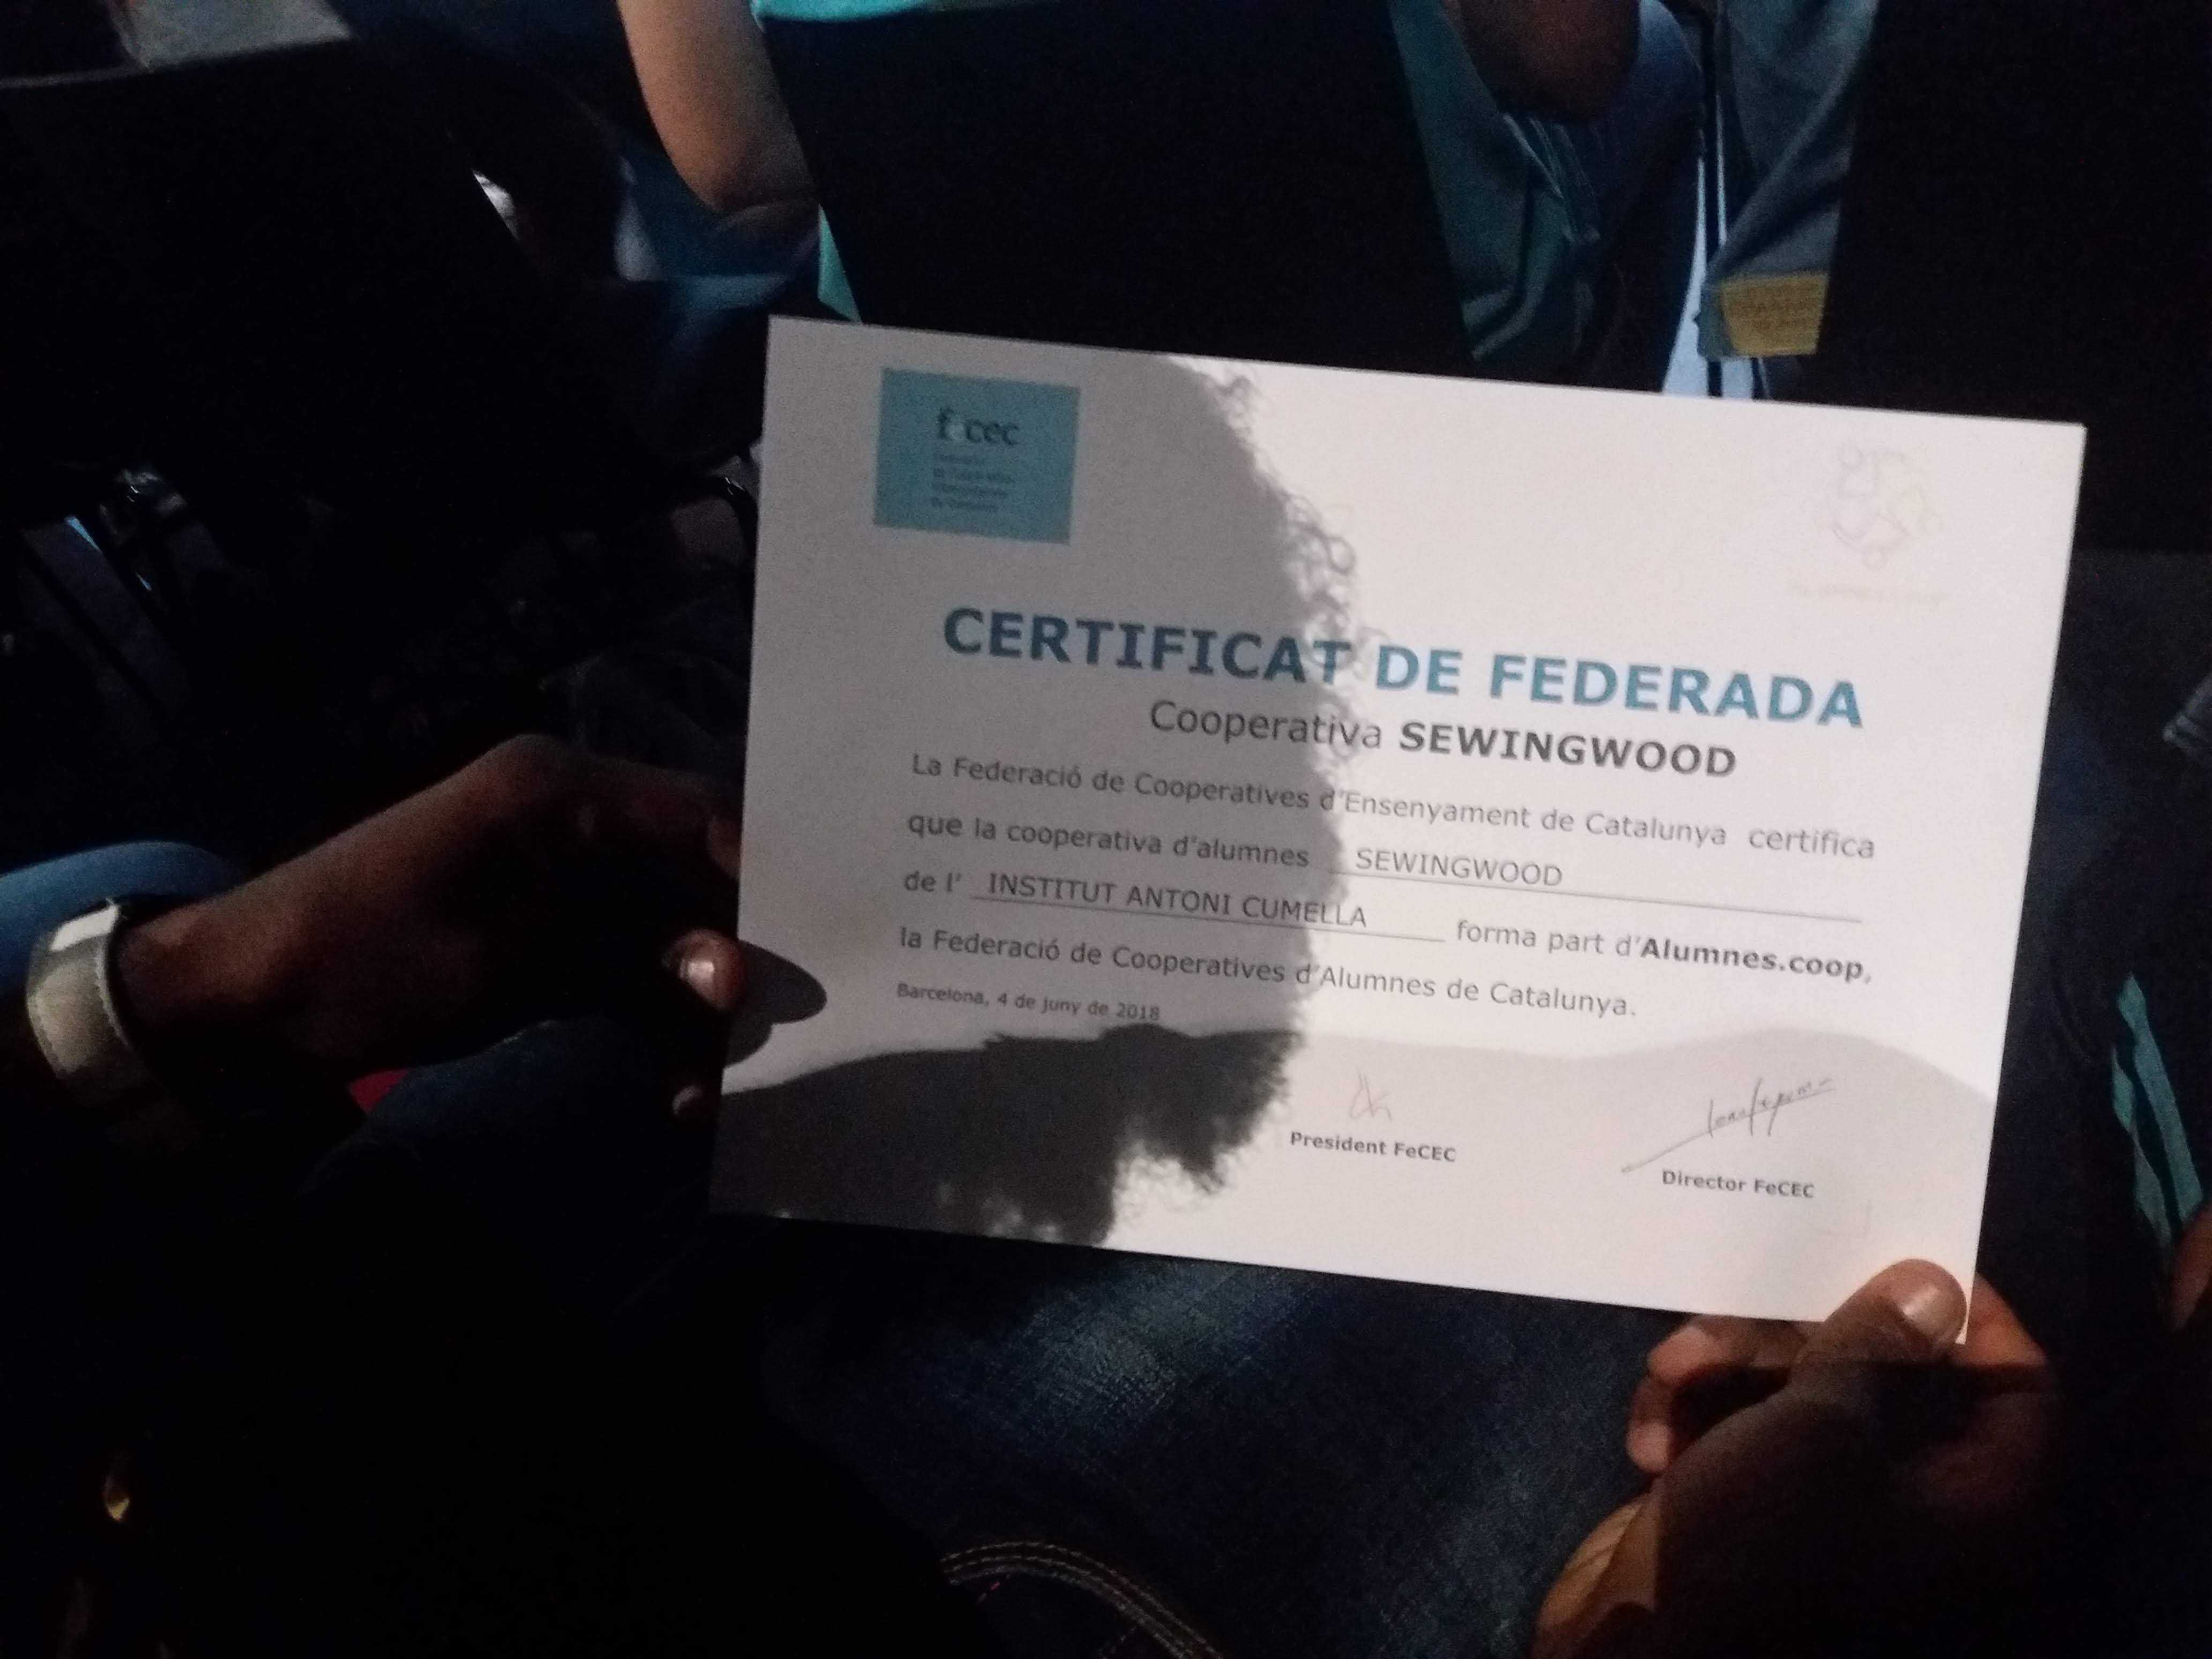 fecec
CERTIFICAT DE FEDERADA
Cooperativa SEWINGWOOD
La Federació de Cooperatives d'Ensenyament de Catalunya certifica
que la cooperativa d'alumnes SEWINGWOOD
de l' INSTITUT ANTONI CUMELLA forma part d'Alumnes.coop,
la Federació de Cooperatives d'Alumnes de Catalunya.
Barcelona, 4 de juny de 2018
President FeCEC
Director FeCEC